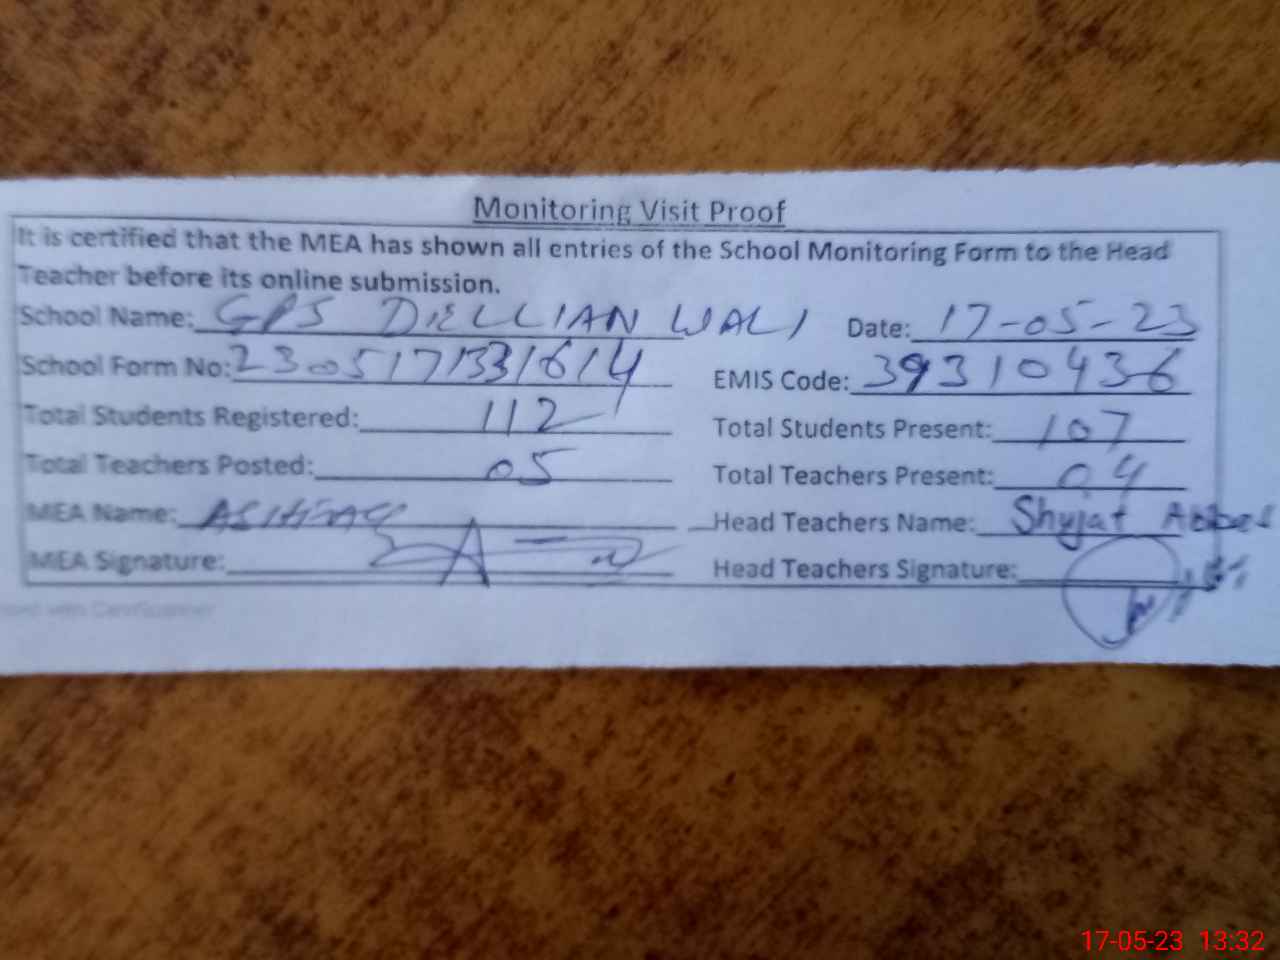 Monitoring Visit Proof
It is certified that the MEA has shown all entries of the School Monitoring Form to the Head
Teacher before its online submission.
School Name: GPS DILLIAN WALI Date: 17-05-23
School Form No: 23005171331614 EMIS Code: 39310436
Total Students Registered: 112 Total Students Present: 107
Total Teachers Posted: 05 Total Teachers Present: 04
MEA Name: ASHFAQ Head Teachers Name: Shujat Abbas
MEA Signature: Head Teachers Signature:
with CamScanner
17-05-23 13:32